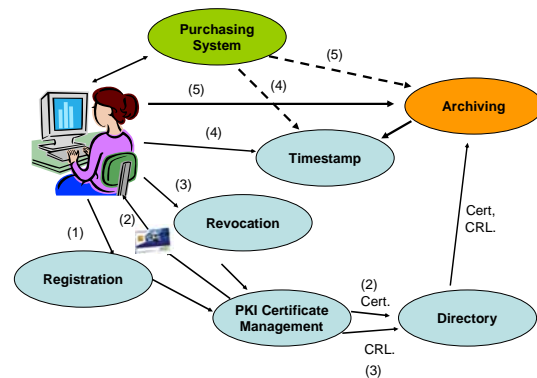 Purchasing
System
(5)
(4)
(5)
Archiving
(4)
Timestamp
(3)
Cert,
CRL.
(2)
Revocation
(1)
Registration
(2)
Cert.
PKI Certificate
Management
Directory
CRL.
(3)